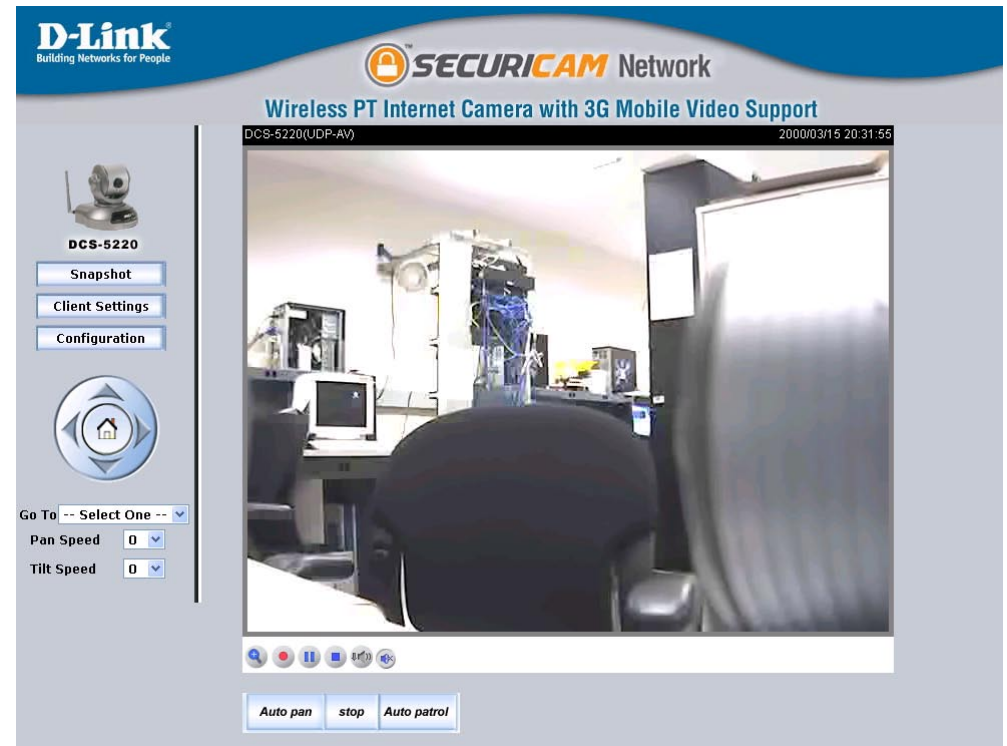 D-Link®
Building Networks for People
SECURICAM™ Network
Wireless PT Internet Camera with 3G Mobile Video Support
DCS-5220(UDP-AV) 2000/03/15 20:31:55
DCS-5220
Snapshot
Client Settings
Configuration
Go To -- Select One --
Pan Speed 0
Tilt Speed 0
Auto pan stop Auto patrol